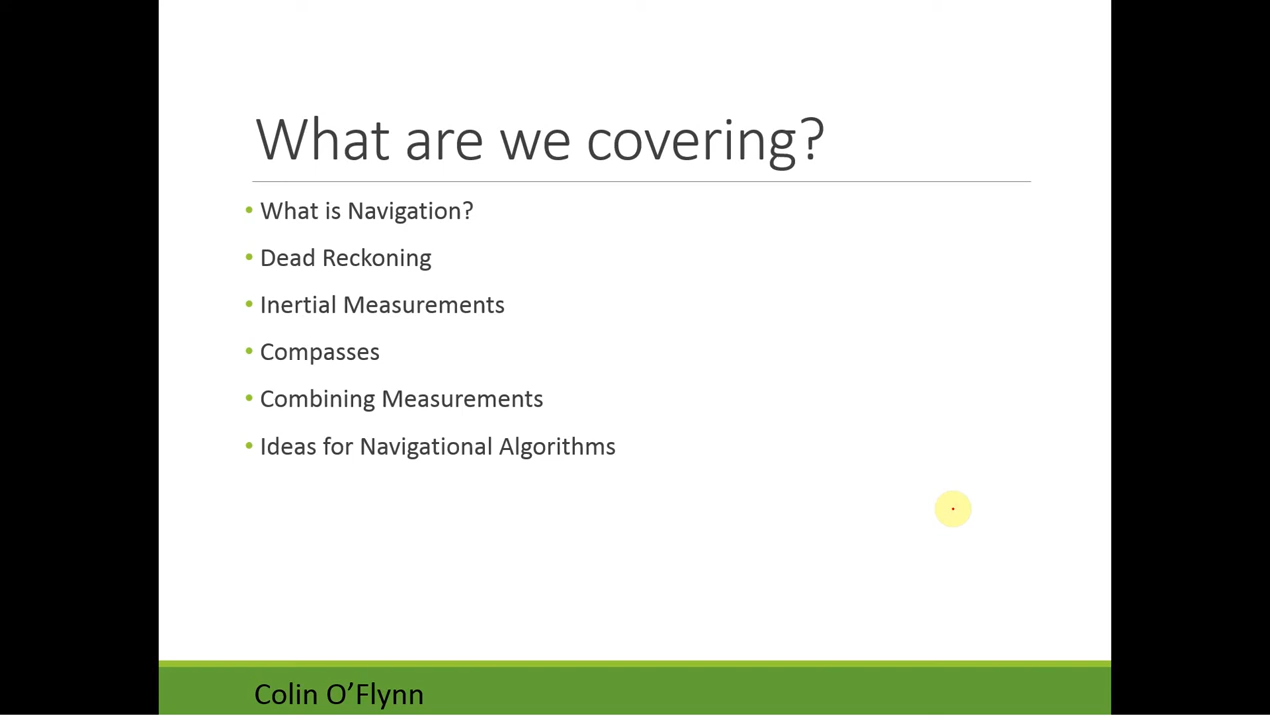 What are we covering?
• What is Navigation?
• Dead Reckoning
• Inertial Measurements
• Compasses
• Combining Measurements
• Ideas for Navigational Algorithms
Colin O’Flynn